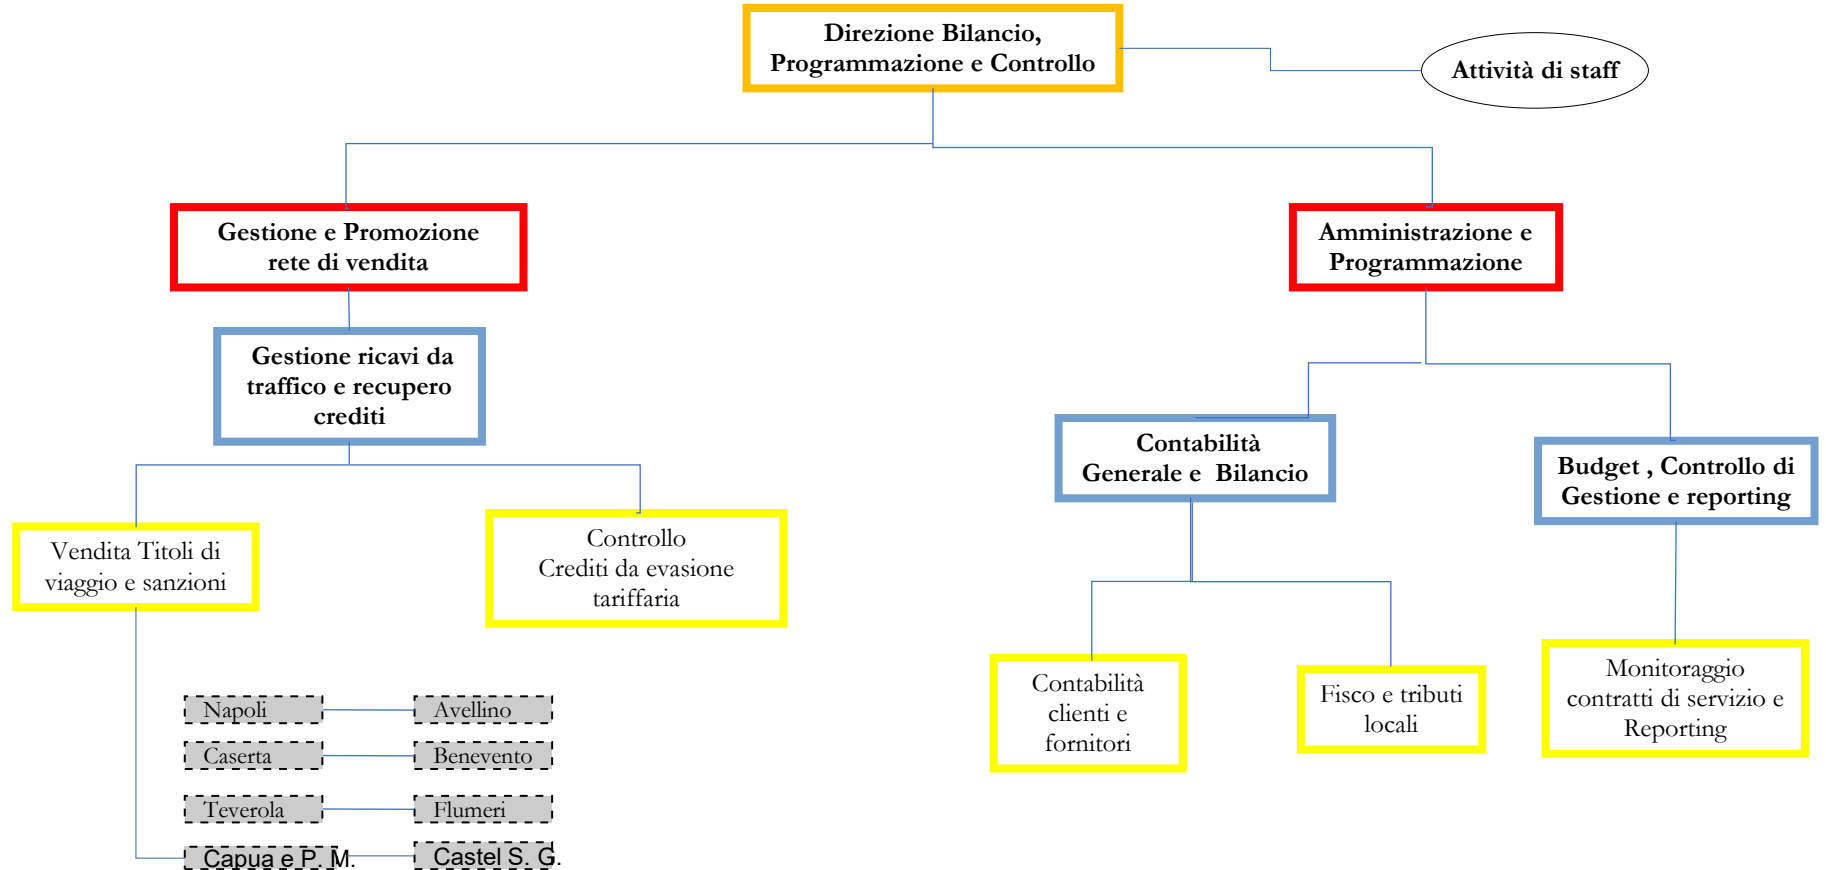 Direzione Bilancio,
Programmazione e Controllo
Attività di staff
Gestione e Promozione
rete di vendita
Amministrazione e
Programmazione
Gestione ricavi da
traffico e recupero
crediti
Contabilità
Generale e Bilancio
Budget , Controllo di
Gestione e reporting
Vendita Titoli di
viaggio e sanzioni
Controllo
Crediti da evasione
tariffaria
Contabilità
clienti e
fornitori
Fisco e tributi
locali
Monitoraggio
contratti di servizio e
Reporting
Napoli
Avellino
Caserta
Benevento
Teverola
Flumeri
Capua e P. M.
Castel S. G.